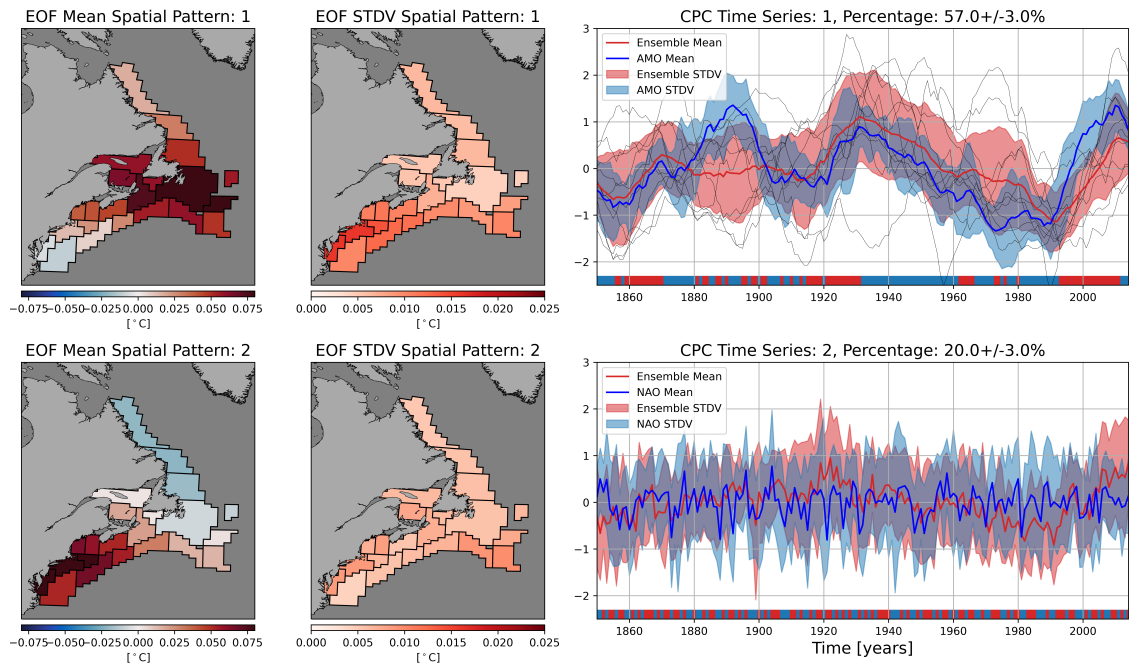 EOF Mean Spatial Pattern: 1
EOF STDV Spatial Pattern: 1
CPC Time Series: 1, Percentage: 57.0+/-3.0%
Ensemble Mean
AMO Mean
Ensemble STDV
AMO STDV
3
2
1
0
−1
−2
1860 1880 1900 1920 1940 1960 1980 2000
−0.075 −0.050 −0.025 0.000 0.025 0.050 0.075
[°C]
0.000 0.005 0.010 0.015 0.020 0.025
[°C]
EOF Mean Spatial Pattern: 2
EOF STDV Spatial Pattern: 2
CPC Time Series: 2, Percentage: 20.0+/-3.0%
Ensemble Mean
NAO Mean
Ensemble STDV
NAO STDV
3
2
1
0
−1
−2
1860 1880 1900 1920 1940 1960 1980 2000
Time [years]
−0.075 −0.050 −0.025 0.000 0.025 0.050 0.075
[°C]
0.000 0.005 0.010 0.015 0.020 0.025
[°C]